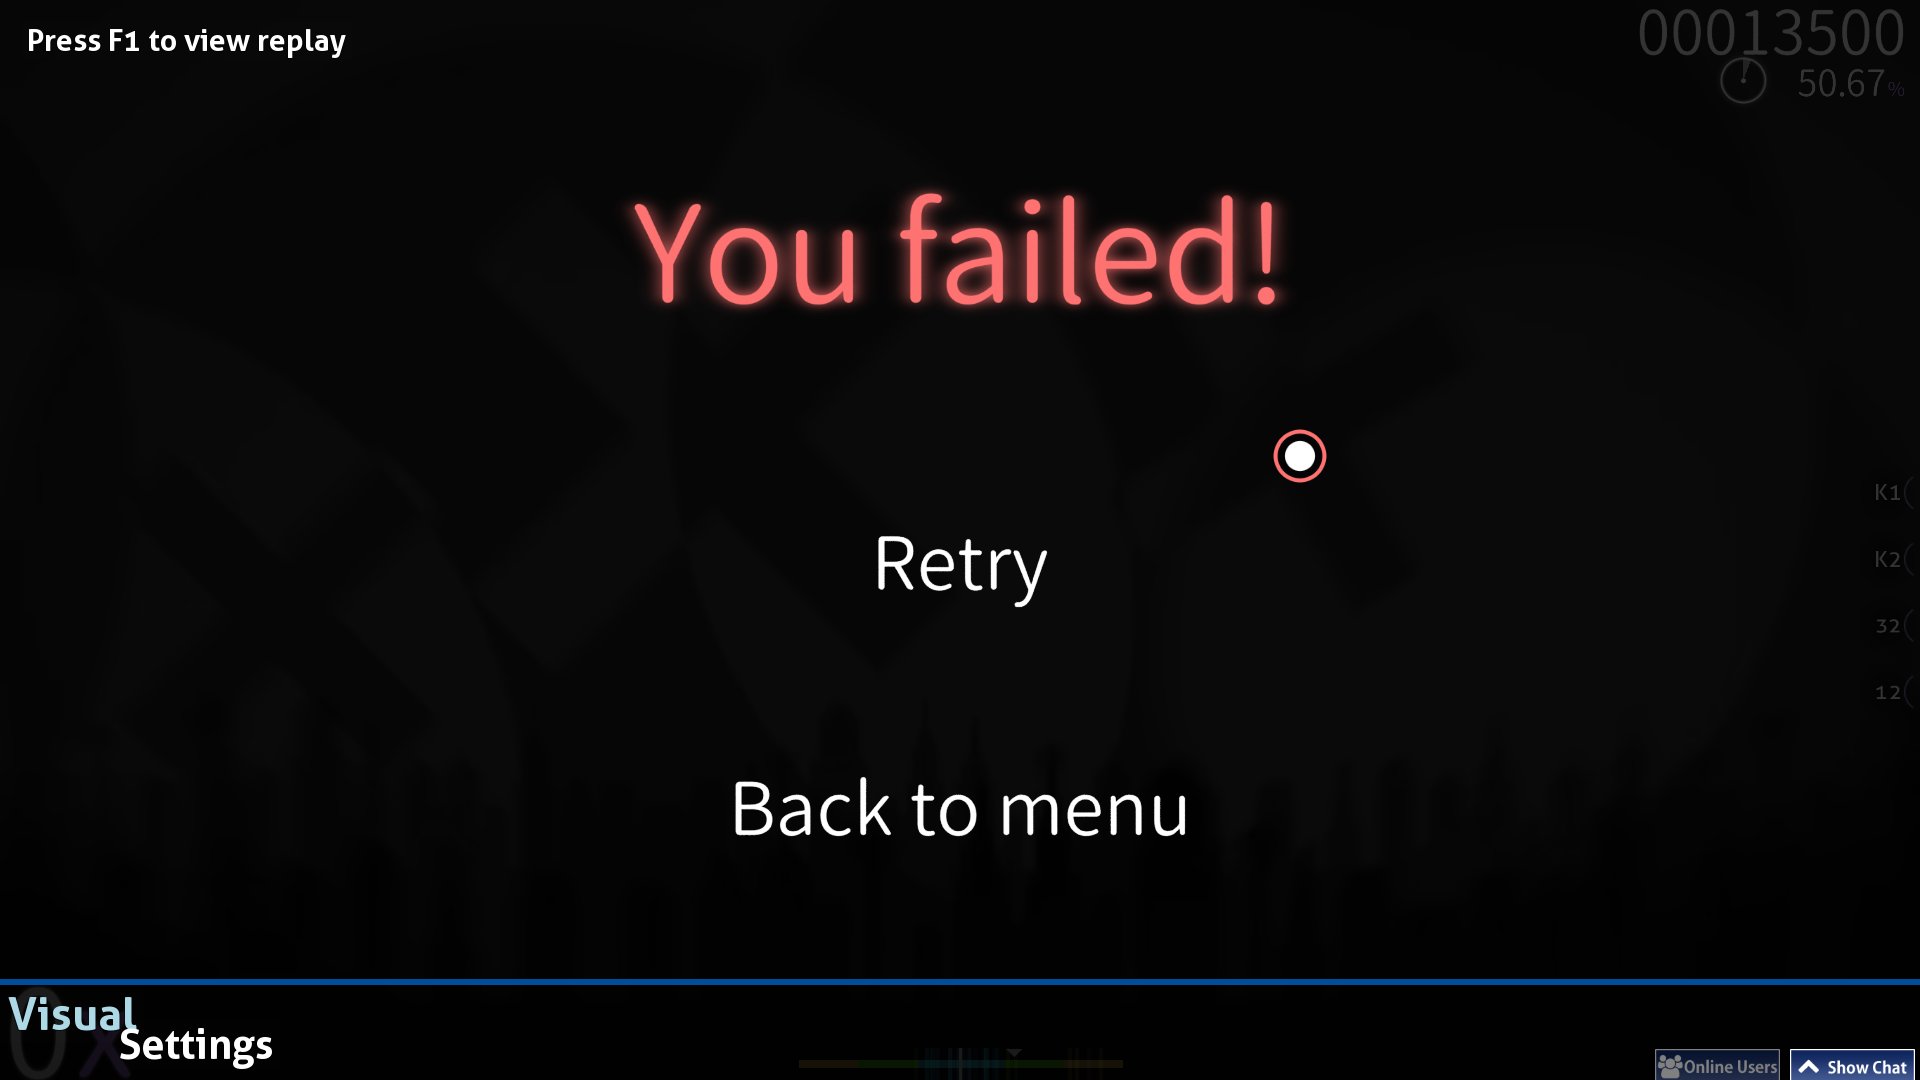 Press F1 to view replay
00013500
50.67%
You failed!
K1
Retry
K2
32
12
Back to menu
Visual
Settings
0x
Online Users
Show Chat